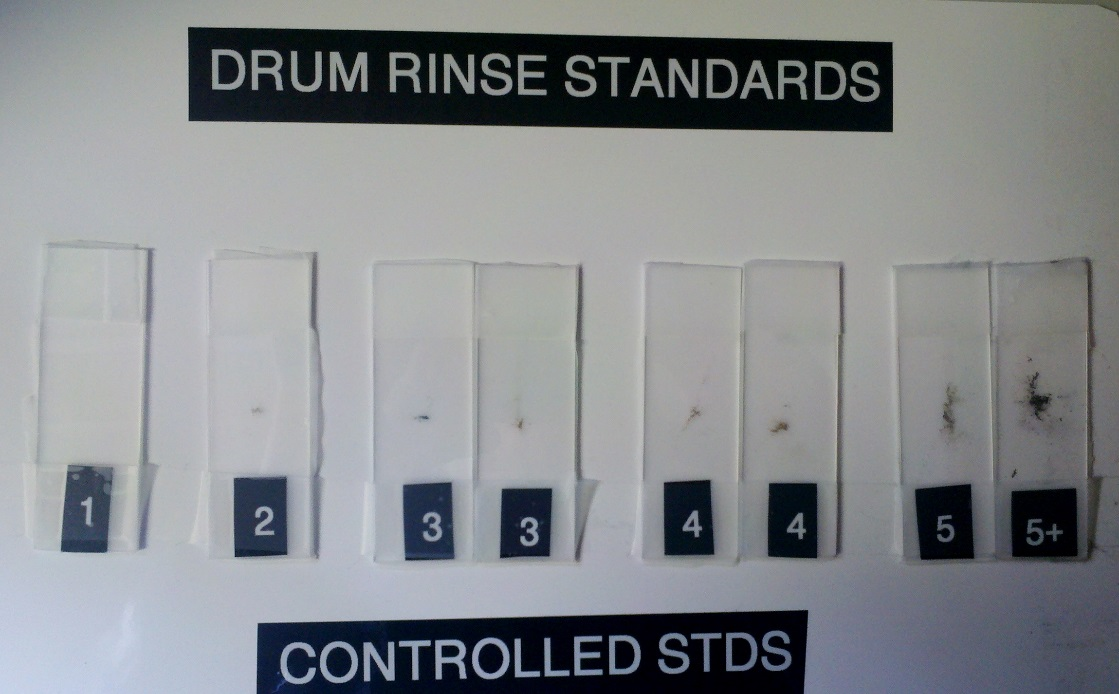 DRUM RINSE STANDARDS
1 2 3 3 4 4 5 5+
CONTROLLED STDS